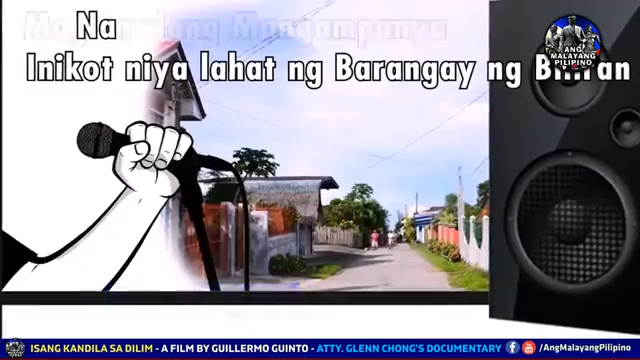 Na
Inikot niya lahat ng Barangay ng Biliran
ANG
MALAYANG
PILIPINO
ISANG KANDILA SA DILIM - A FILM BY GUILLERMO GUINTO - ATTY. GLENN CHONG'S DOCUMENTARY /AngMalayangPilipino